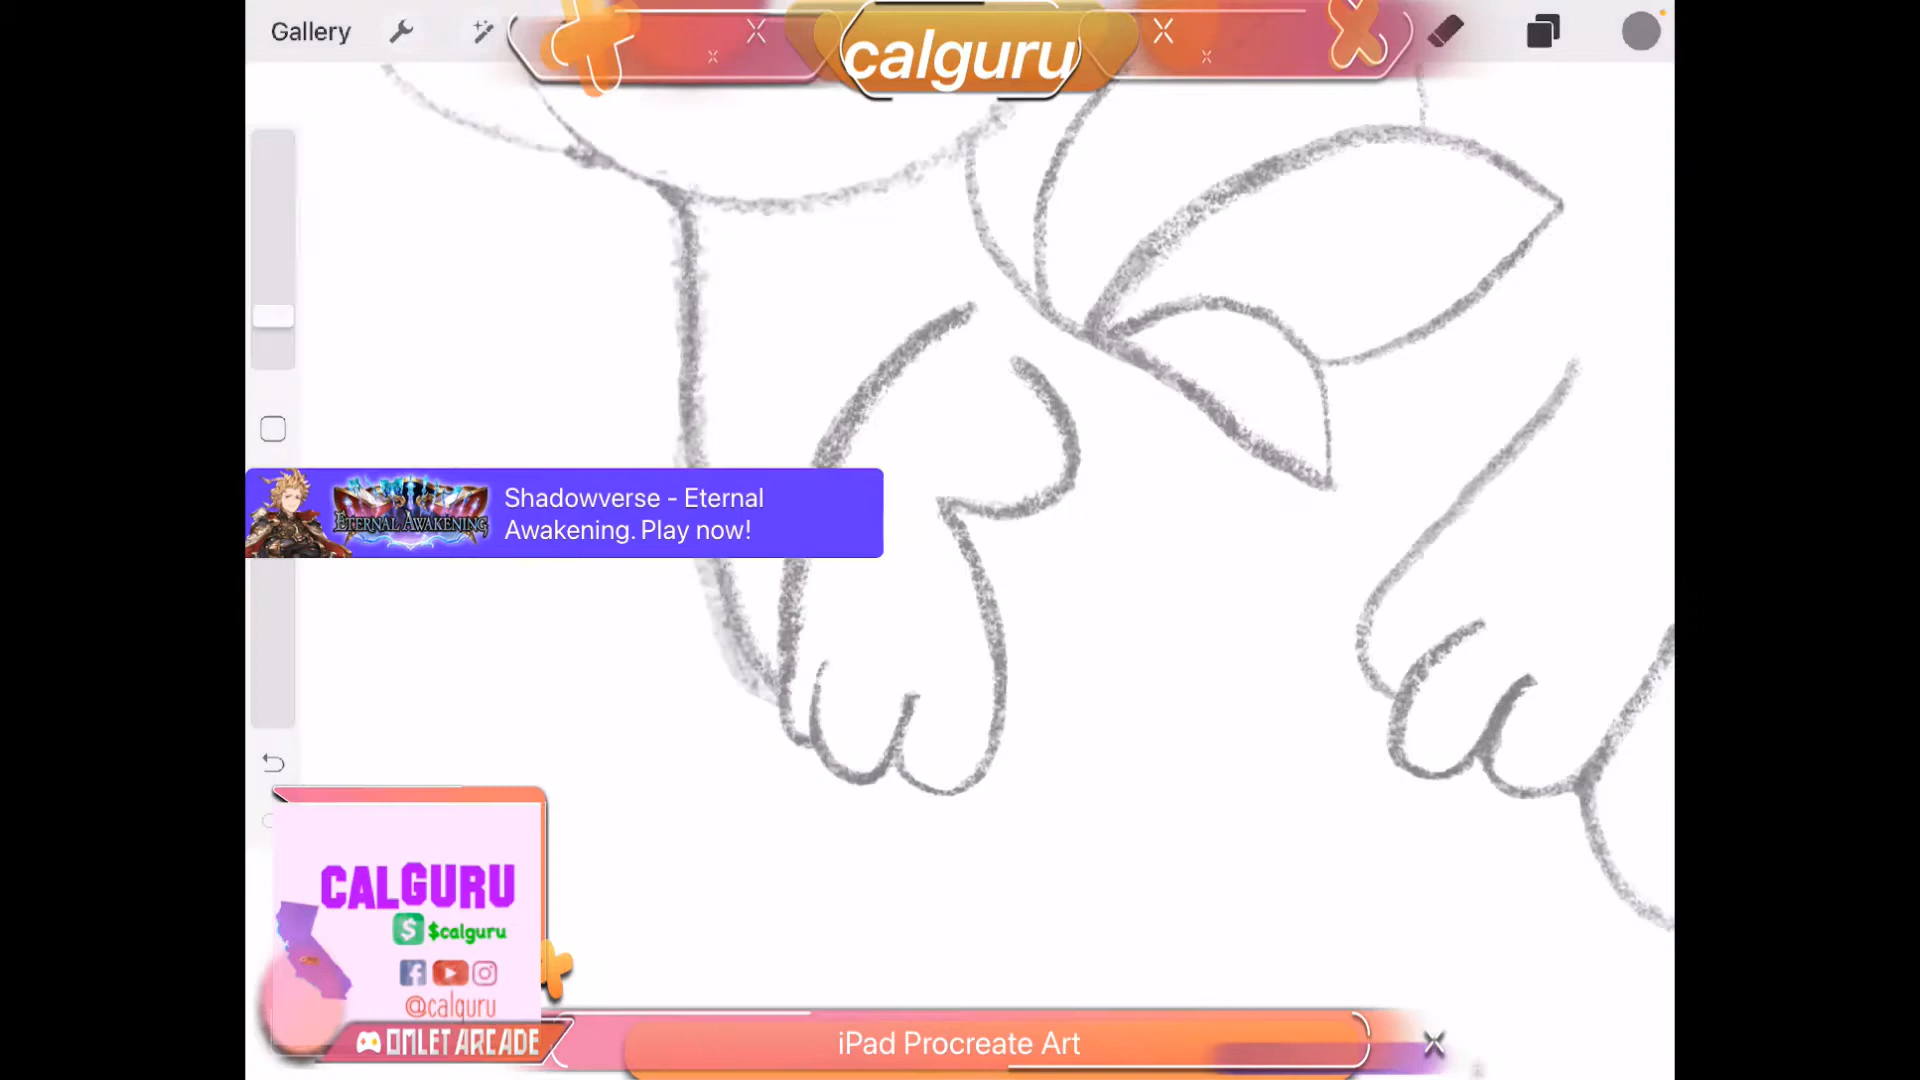 Gallery
calguru
ETERNAL AWAKENING
Shadowverse - Eternal
Awakening. Play now!
CALGURU
$ $calguru
@calguru
OMLET ARCADE
iPad Procreate Art